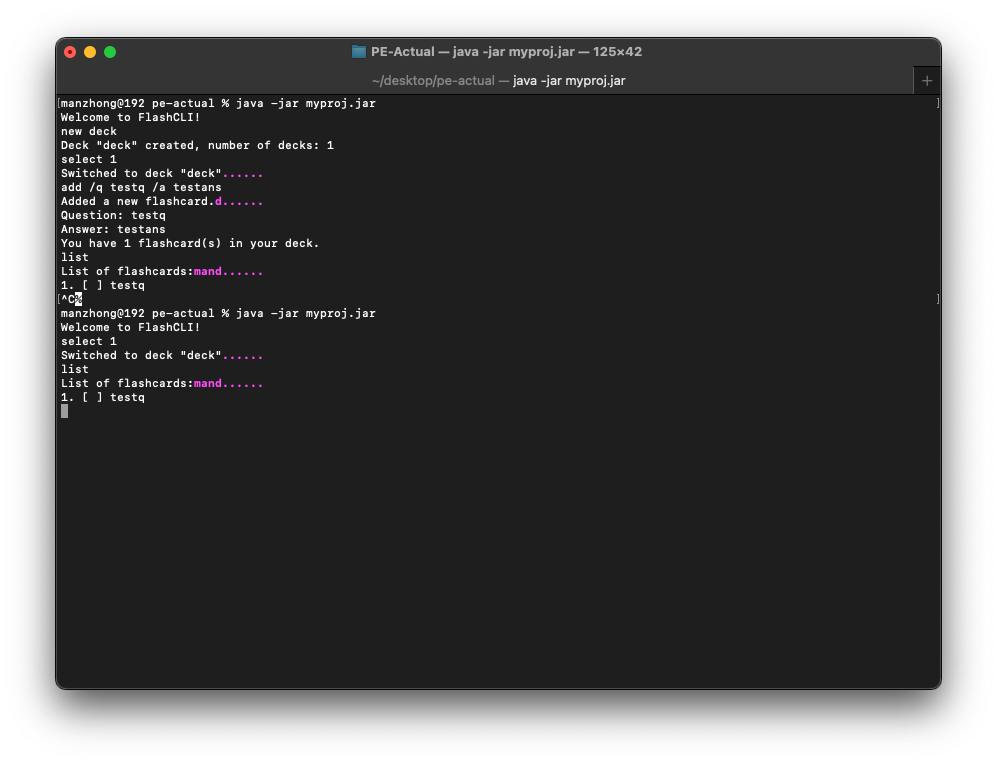 PE-Actual — java -jar myproj.jar — 125×42
~/desktop/pe-actual — java -jar myproj.jar +
[manzhong@192 pe-actual % java -jar myproj.jar ]
Welcome to FlashCLI!
new deck
Deck "deck" created, number of decks: 1
select 1
Switched to deck "deck"......
add /q testq /a testans
Added a new flashcard.d......
Question: testq
Answer: testans
You have 1 flashcard(s) in your deck.
list
List of flashcards:mand......
1. [ ] testq
[^C% ]
manzhong@192 pe-actual % java -jar myproj.jar
Welcome to FlashCLI!
select 1
Switched to deck "deck"......
list
List of flashcards:mand......
1. [ ] testq